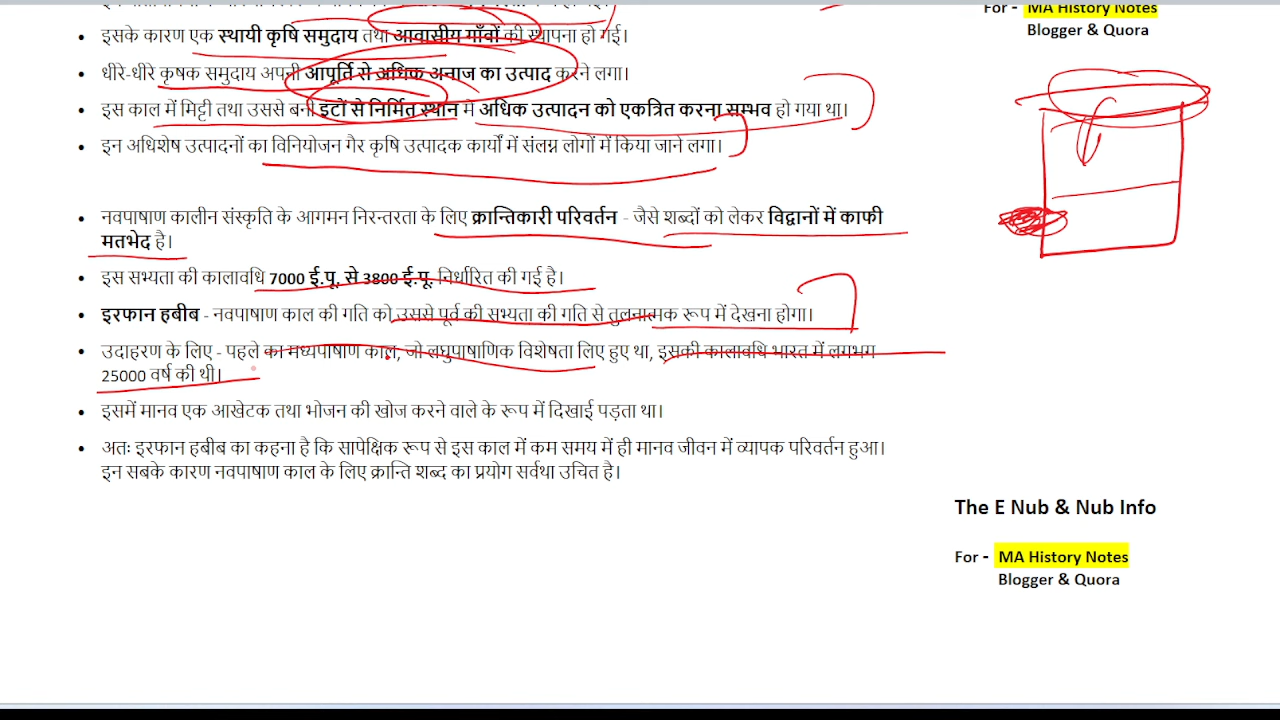 For - MA History Notes
Blogger & Quora
इसके कारण एक स्थायी कृषि समुदाय तथा आवासीय गाँवों की स्थापना हो गई।
धीरे-धीरे कृषक समुदाय अपनी आपूर्ति से अधिक अनाज का उत्पाद करने लगा।
इस काल में मिट्टी तथा उससे बनी इटों से निर्मित स्थान में अधिक उत्पादन को एकत्रित करना सम्भव हो गया था।
इन अधिशेष उत्पादनों का विनियोजन गैर कृषि उत्पादक कार्यों में संलग्न लोगों में किया जाने लगा।
नवपाषाण कालीन संस्कृति के आगमन निरन्तरता के लिए क्रान्तिकारी परिवर्तन - जैसे शब्दों को लेकर विद्वानों में काफी
मतभेद है।
इस सभ्यता की कालावधि 7000 ई.पू. से 3800 ई.पू. निर्धारित की गई है।
इरफान हबीब - नवपाषाण काल की गति को उससे पूर्व की सभ्यता की गति से तुलनात्मक रूप में देखना होगा।
उदाहरण के लिए - पहले का मध्यपाषाण काल, जो लघुपाषाणिक विशेषता लिए हुए था, इसकी कालावधि भारत में लगभग
25000 वर्ष की थी।
इसमें मानव एक आखेटक तथा भोजन की खोज करने वाले के रूप में दिखाई पड़ता था।
अतः इरफान हबीब का कहना है कि सापेक्षिक रूप से इस काल में कम समय में ही मानव जीवन में व्यापक परिवर्तन हुआ।
इन सबके कारण नवपाषाण काल के लिए क्रान्ति शब्द का प्रयोग सर्वथा उचित है।
The E Nub & Nub Info
For - MA History Notes
Blogger & Quora